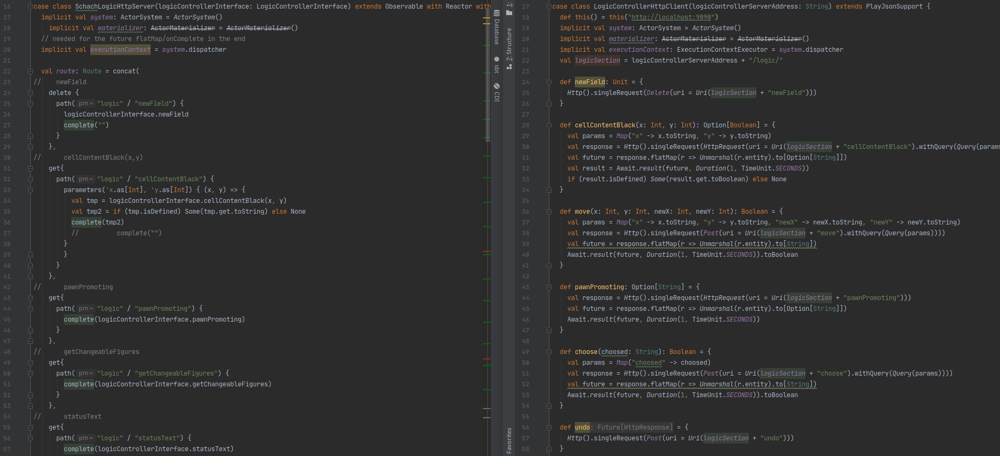 16 case class SchachLogicHttpServer(logicControllerInterface: LogicControllerInterface) extends Observable with Reactor with
17 implicit val system: ActorSystem = ActorSystem()
18 implicit val materializer: ActorMaterializer = ActorMaterializer()
19 // needed for the future flatMap/onComplete in the end
20 implicit val executionContext = system.dispatcher
21
22 val route: Route = concat(
23 // newField
24 delete {
25 path( pm = "logic" / "newField") {
26 logicControllerInterface.newField
27 complete("")
28 }
29 },
30 // cellContentBlack(x,y)
31 get{
32 path( pm = "logic" / "cellContentBlack") {
33 parameters('x.as[Int], 'y.as[Int]) { (x, y) => {
34 val tmp = logicControllerInterface.cellContentBlack(x, y)
35 val tmp2 = if (tmp.isDefined) Some(tmp.get.toString) else None
36 complete(tmp2)
37 // complete("")
38 }
39 }
40 }
41 },
42 // pawnPromoting
43 get{
44 path( pm = "logic" / "pawnPromoting") {
45 complete(logicControllerInterface.pawnPromoting)
46 }
47 },
48 // getChangeableFigures
49 get{
50 path( pm = "logic" / "getChangeableFigures") {
51 complete(logicControllerInterface.getChangeableFigures)
52 }
53 },
54 // statusText
55 get{
56 path( pm = "logic" / "statusText") {
57 complete(logicControllerInterface.statusText)
Database
sbt
CDI
1:
7: Structure
Favorites
17 case class LogicControllerHttpClient(logicControllerServerAddress: String) extends PlayJsonSupport {
18 def this() = this("http://localhost:9090")
19 implicit val system: ActorSystem = ActorSystem()
20 implicit val materializer: ActorMaterializer = ActorMaterializer()
21 implicit val executionContext: ExecutionContextExecutor = system.dispatcher
22 val logicSection = logicControllerServerAddress + "/logic/"
23
24 def newField: Unit = {
25 Http().singleRequest(Delete(uri = Uri(logicSection + "newField")))
26 }
27
28 def cellContentBlack(x: Int, y: Int): Option[Boolean] = {
29 val params = Map("x" -> x.toString, "y" -> y.toString)
30 val response = Http().singleRequest(HttpRequest(uri = Uri(logicSection + "cellContentBlack").withQuery(Query(params
31 val future = response.flatMap(r => Unmarshal(r.entity).to[Option[String]])
32 val result = Await.result(future, Duration(1, TimeUnit.SECONDS))
33 if (result.isDefined) Some(result.get.toBoolean) else None
34 }
35
36 def move(x: Int, y: Int, newX: Int, newY: Int): Boolean = {
37 val params = Map("x" -> x.toString, "y" -> y.toString, "newX" -> newX.toString, "newY" -> newY.toString)
38 val response = Http().singleRequest(Post(uri = Uri(logicSection + "move").withQuery(Query(params))))
39 val future = response.flatMap(r => Unmarshal(r.entity).to[String])
40 Await.result(future, Duration(1, TimeUnit.SECONDS)).toBoolean
41 }
42
43 def pawnPromoting: Option[String] = {
44 val response = Http().singleRequest(HttpRequest(uri = Uri(logicSection + "pawnPromoting")))
45 val future = response.flatMap(r => Unmarshal(r.entity).to[Option[String]])
46 Await.result(future, Duration(1, TimeUnit.SECONDS))
47 }
48
49 def choose(choosed: String): Boolean = {
50 val params = Map("choosed" -> choosed)
51 val response = Http().singleRequest(Post(uri = Uri(logicSection + "choose").withQuery(Query(params))))
52 val future = response.flatMap(r => Unmarshal(r.entity).to[String])
53 Await.result(future, Duration(1, TimeUnit.SECONDS)).toBoolean
54 }
55
56 def undo: Future[HttpResponse] = {
57 Http().singleRequest(Post(uri = Uri(logicSection + "undo")))
58 }